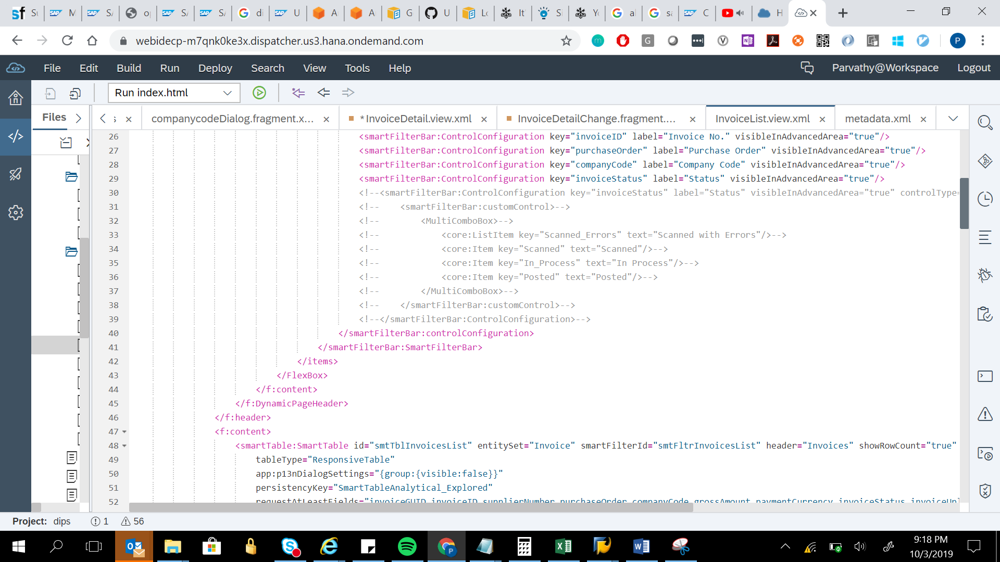 webidecp-m7qnk0ke3x.dispatcher.us3.hana.ondemand.com
File Edit Build Run Deploy Search View Tools Help Parvathy@Workspace Logout
Run index.html
Files
s × companycodeDialog.fragment.x... × *InvoiceDetail.view.xml × InvoiceDetailChange.fragment.... × InvoiceList.view.xml × metadata.xml ×
26 <smartFilterBar:ControlConfiguration key="invoiceID" label="Invoice No." visibleInAdvancedArea="true"/>
27 <smartFilterBar:ControlConfiguration key="purchaseOrder" label="Purchase Order" visibleInAdvancedArea="true"/>
28 <smartFilterBar:ControlConfiguration key="companyCode" label="Company Code" visibleInAdvancedArea="true"/>
29 <smartFilterBar:ControlConfiguration key="invoiceStatus" label="Status" visibleInAdvancedArea="true"/>
30 <!--<smartFilterBar:ControlConfiguration key="invoiceStatus" label="Status" visibleInAdvancedArea="true" controlType=
31 <!-- <smartFilterBar:customControl>-->
32 <!-- <MultiComboBox>-->
33 <!-- <core:ListItem key="Scanned_Errors" text="Scanned with Errors"/>-->
34 <!-- <core:Item key="Scanned" text="Scanned"/>-->
35 <!-- <core:Item key="In_Process" text="In Process"/>-->
36 <!-- <core:Item key="Posted" text="Posted"/>-->
37 <!-- </MultiComboBox>-->
38 <!-- </smartFilterBar:customControl>-->
39 <!--</smartFilterBar:ControlConfiguration>-->
40 </smartFilterBar:controlConfiguration>
41 </smartFilterBar:SmartFilterBar>
42 </items>
43 </FlexBox>
44 </f:content>
45 </f:DynamicPageHeader>
46 </f:header>
47 <f:content>
48 <smartTable:SmartTable id="smtTblInvoicesList" entitySet="Invoice" smartFilterId="smtFltrInvoicesList" header="Invoices" showRowCount="true"
49 tableType="ResponsiveTable"
50 app:p13nDialogSettings="{group:{visible:false}}"
51 persistencyKey="SmartTableAnalytical_Explored"
52 requestAtLeastFields="invoiceGUID,invoiceID,supplierNumber,purchaseOrder,companyCode,grossAmount,paymentCurrency,invoiceStatus,
Project: dips 1 56
9:18 PM
10/3/2019